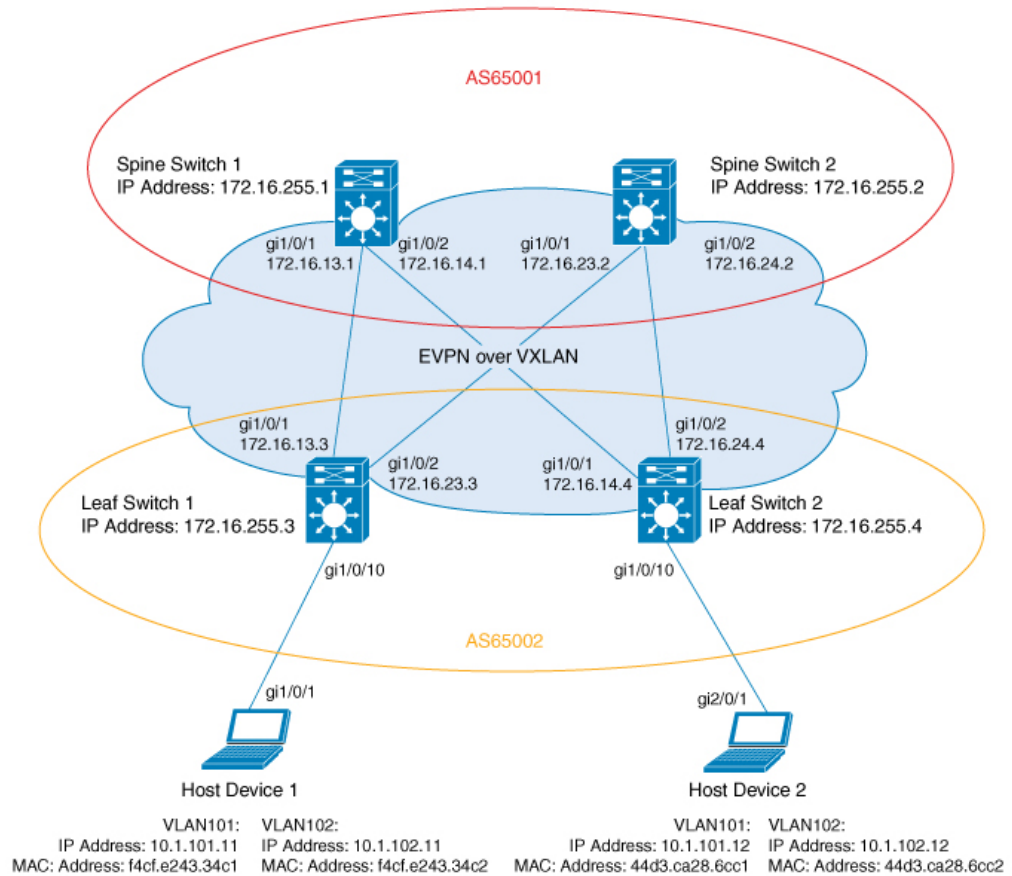 AS65001
Spine Switch 1
IP Address: 172.16.255.1
Spine Switch 2
IP Address: 172.16.255.2
gi1/0/1
172.16.13.1
gi1/0/2
172.16.14.1
gi1/0/1
172.16.23.2
gi1/0/2
172.16.24.2
EVPN over VXLAN
gi1/0/1
172.16.13.3
gi1/0/2
172.16.23.3
gi1/0/1
172.16.14.4
gi1/0/2
172.16.24.4
Leaf Switch 1
IP Address: 172.16.255.3
Leaf Switch 2
IP Address: 172.16.255.4
gi1/0/10
gi1/0/10
AS65002
gi1/0/1
gi2/0/1
Host Device 1
Host Device 2
VLAN101:
IP Address: 10.1.101.11
MAC: Address: f4cf.e243.34c1
VLAN102:
IP Address: 10.1.102.11
MAC: Address: f4cf.e243.34c2
VLAN101:
IP Address: 10.1.101.12
MAC: Address: 44d3.ca28.6cc1
VLAN102:
IP Address: 10.1.102.12
MAC: Address: 44d3.ca28.6cc2